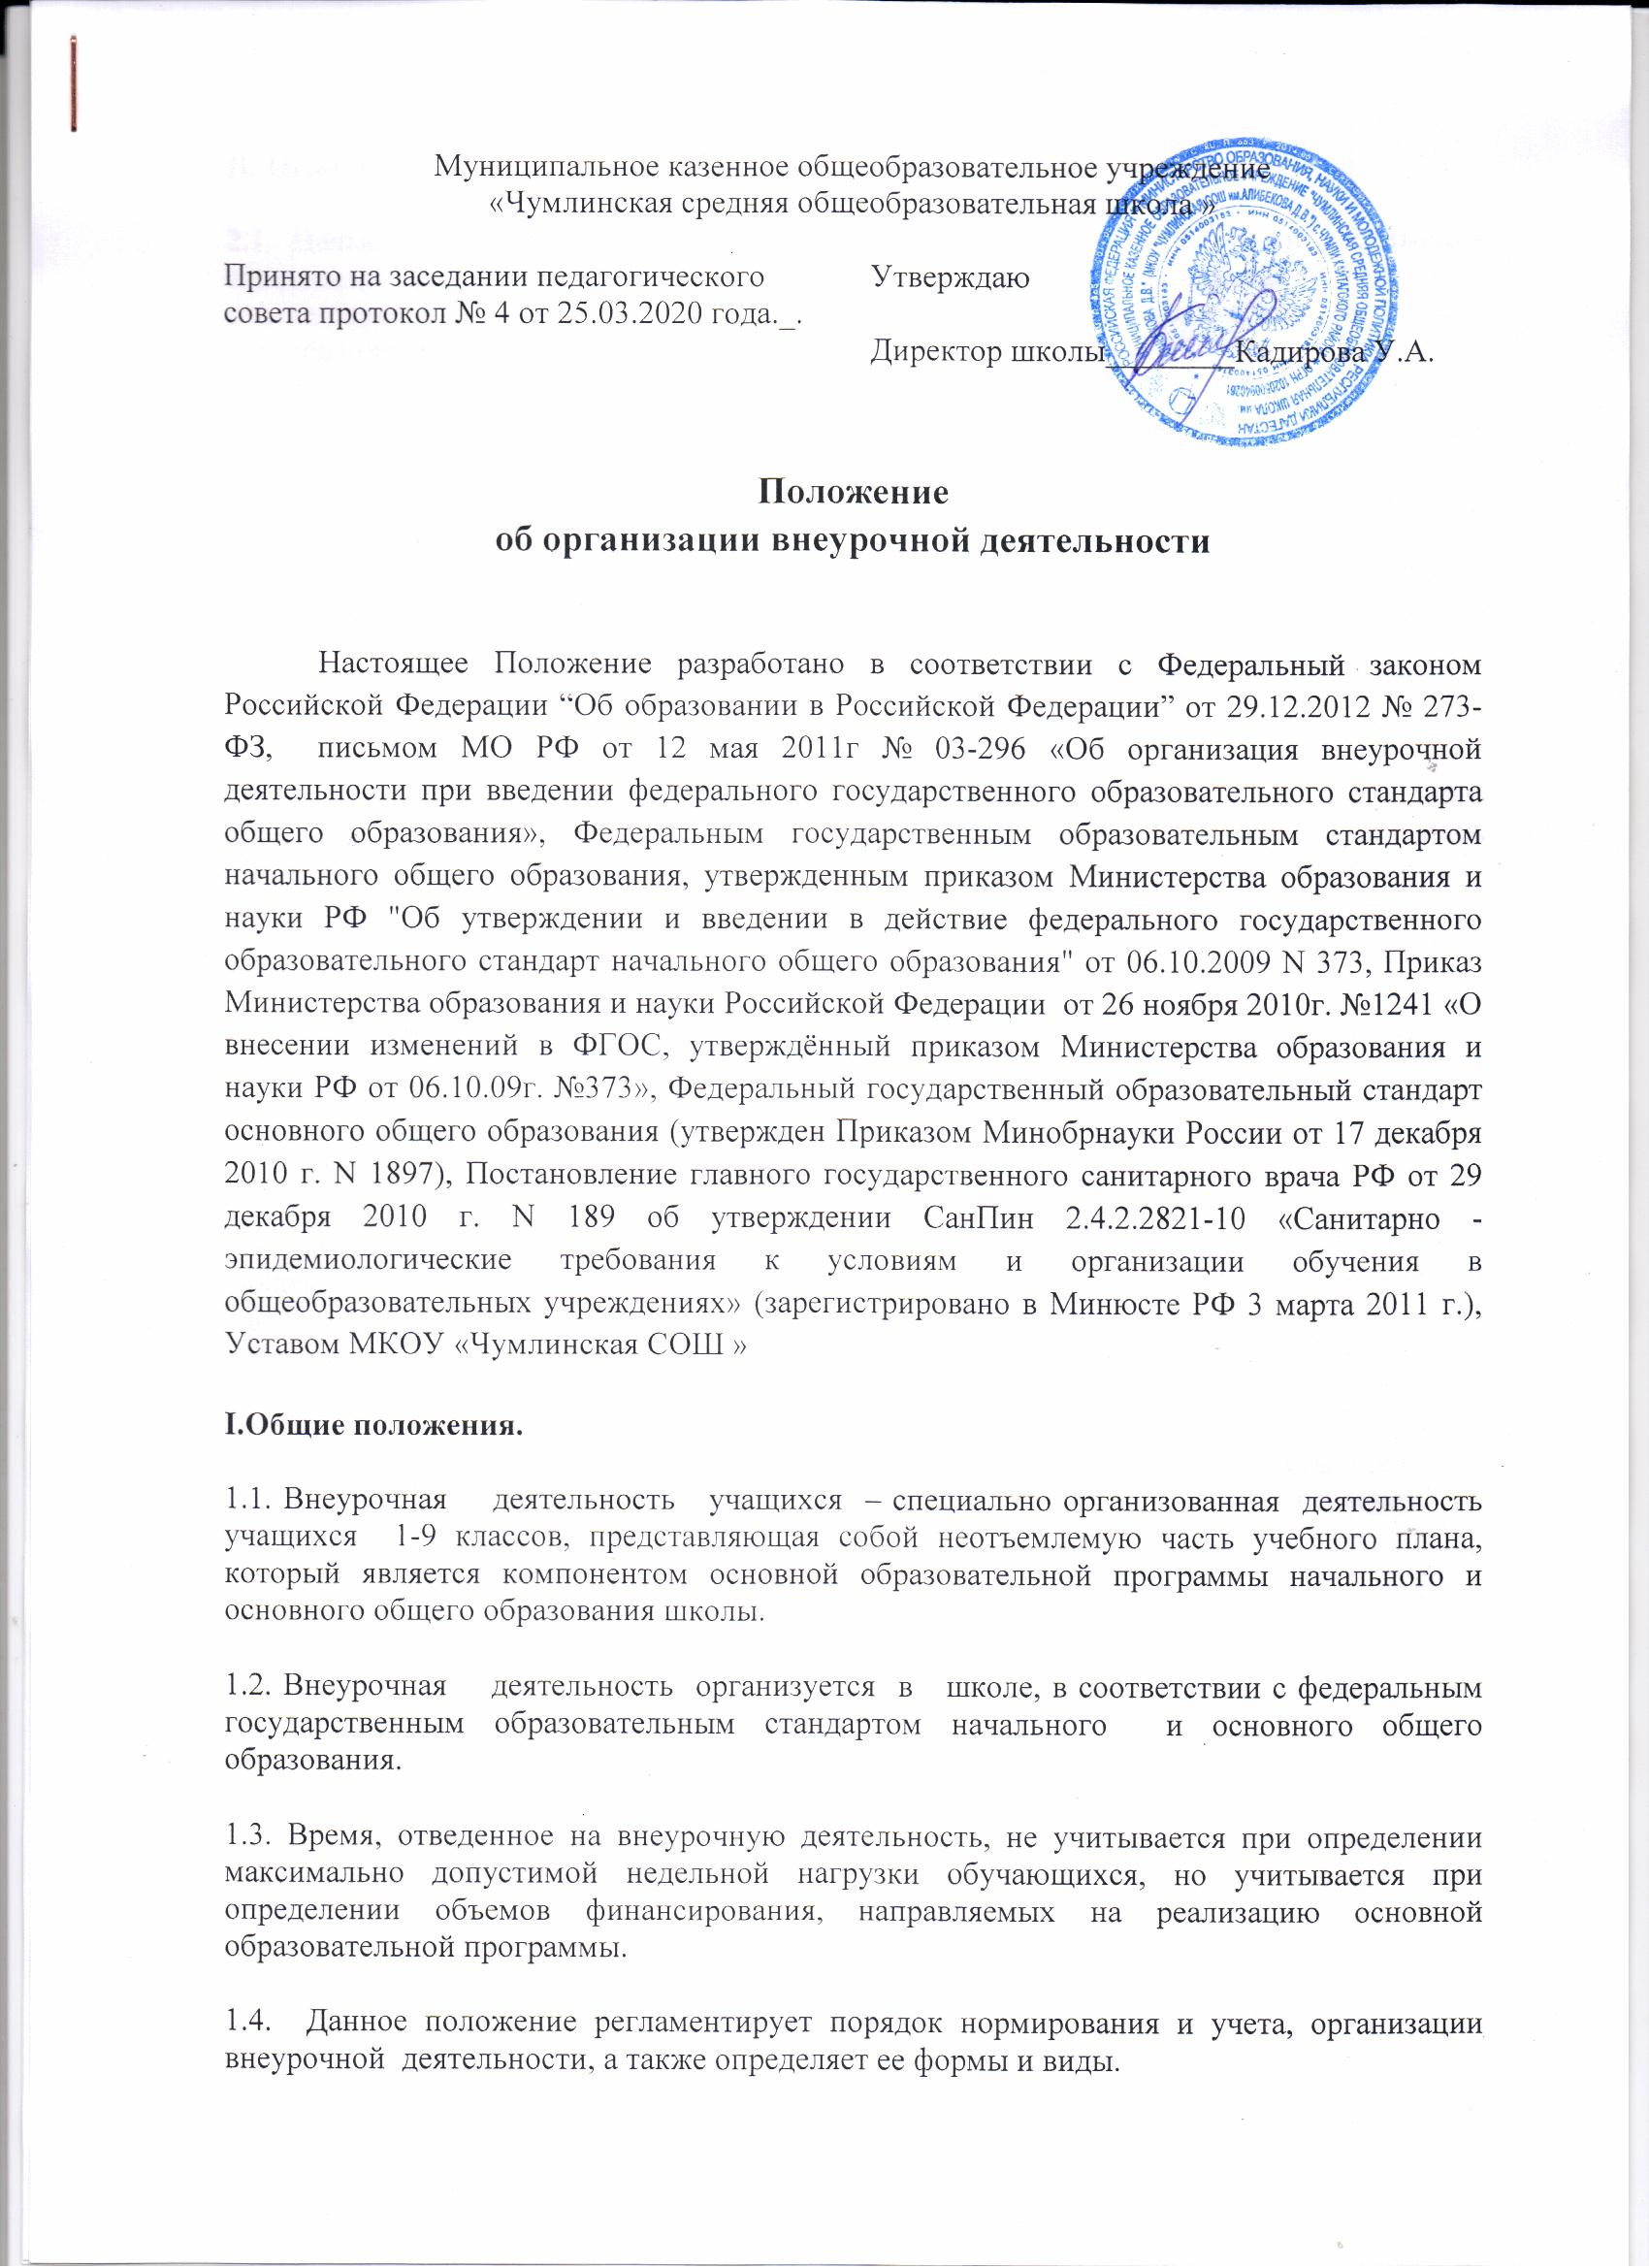 Муниципальное казенное общеобразовательное учреждение
«Чумлинская средняя общеобразовательная школа »
Принято на заседании педагогического
совета протокол № 4 от 25.03.2020 года._.
Утверждаю
Директор школы________Кадирова У.А.
РОССИЙСКАЯ ФЕДЕРАЦИЯ МИНИСТЕРСТВО ОБРАЗОВАНИЯ, НАУКИ И МОЛОДЕЖНОЙ ПОЛИТИКИ РЕСПУБЛИКИ ДАГЕСТАН
Положение
об организации внеурочной деятельности
Настоящее Положение разработано в соответствии с Федеральный законом
Российской Федерации “Об образовании в Российской Федерации” от 29.12.2012 № 273-
ФЗ, письмом МО РФ от 12 мая 2011г № 03-296 «Об организация внеурочной
деятельности при введении федерального государственного образовательного стандарта
общего образования», Федеральным государственным образовательным стандартом
начального общего образования, утвержденным приказом Министерства образования и
науки РФ "Об утверждении и введении в действие федерального государственного
образовательного стандарт начального общего образования" от 06.10.2009 N 373, Приказ
Министерства образования и науки Российской Федерации от 26 ноября 2010г. №1241 «О
внесении изменений в ФГОС, утверждённый приказом Министерства образования и
науки РФ от 06.10.09г. №373», Федеральный государственный образовательный стандарт
основного общего образования (утвержден Приказом Минобрнауки России от 17 декабря
2010 г. N 1897), Постановление главного государственного санитарного врача РФ от 29
декабря 2010 г. N 189 об утверждении СанПин 2.4.2.2821-10 «Санитарно -
эпидемиологические требования к условиям и организации обучения в
общеобразовательных учреждениях» (зарегистрировано в Минюсте РФ 3 марта 2011 г.),
Уставом МКОУ «Чумлинская СОШ »
I.Общие положения.
1.1. Внеурочная деятельность учащихся – специально организованная деятельность
учащихся 1-9 классов, представляющая собой неотъемлемую часть учебного плана,
который является компонентом основной образовательной программы начального и
основного общего образования школы.
1.2. Внеурочная деятельность организуется в школе, в соответствии с федеральным
государственным образовательным стандартом начального и основного общего
образования.
1.3. Время, отведенное на внеурочную деятельность, не учитывается при определении
максимально допустимой недельной нагрузки обучающихся, но учитывается при
определении объемов финансирования, направляемых на реализацию основной
образовательной программы.
1.4. Данное положение регламентирует порядок нормирования и учета, организации
внеурочной деятельности, а также определяет ее формы и виды.